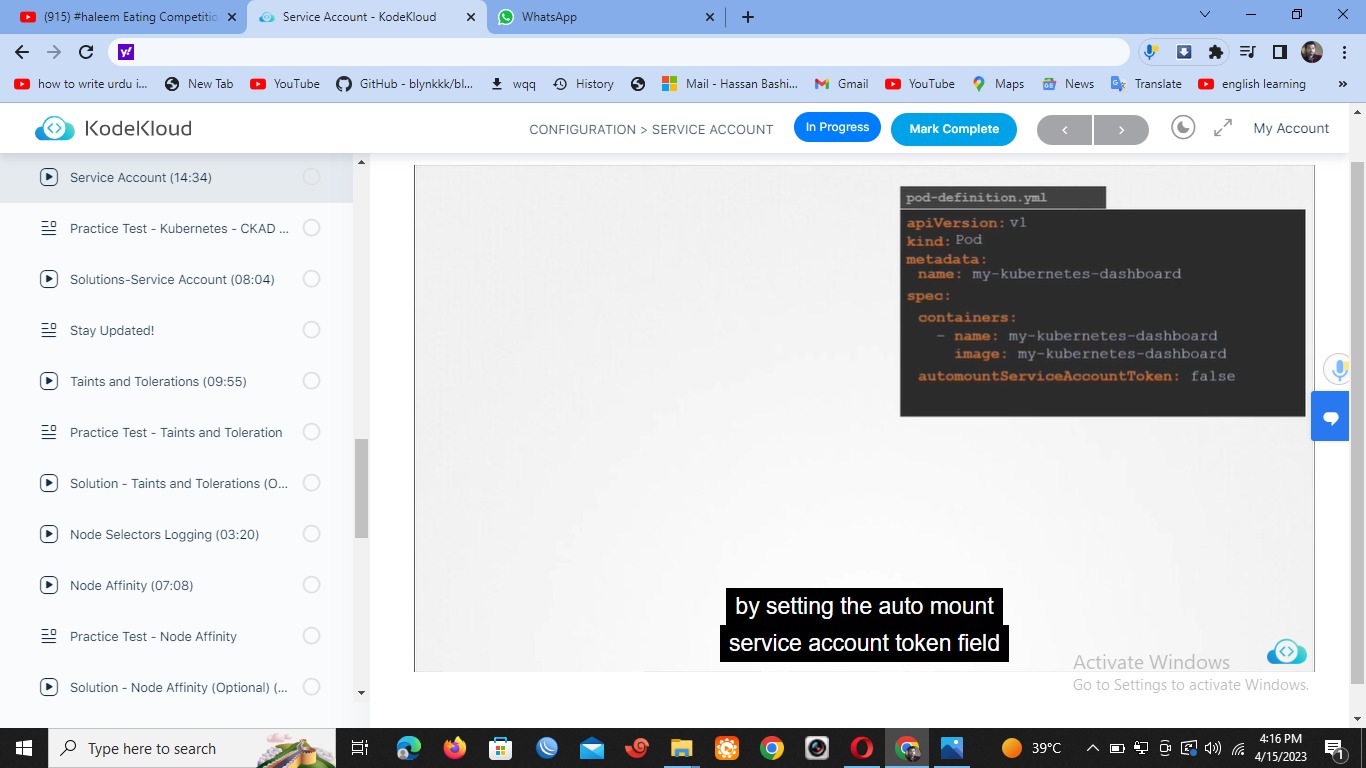 (915) #haleem Eating Competitio
Service Account - KodeKloud
WhatsApp
y!
how to write urdu i...
New Tab
YouTube
GitHub - blynkkk/bl...
wqq
History
Mail - Hassan Bashi...
Gmail
YouTube
Maps
News
Translate
english learning
»
KodeKloud
CONFIGURATION > SERVICE ACCOUNT
In Progress
Mark Complete
My Account
Service Account (14:34)
Practice Test - Kubernetes - CKAD ...
Solutions-Service Account (08:04)
Stay Updated!
Taints and Tolerations (09:55)
Practice Test - Taints and Toleration
Solution - Taints and Tolerations (O...
Node Selectors Logging (03:20)
Node Affinity (07:08)
Practice Test - Node Affinity
Solution - Node Affinity (Optional) (...
pod-definition.yml
apiVersion: v1
kind: Pod
metadata:
name: my-kubernetes-dashboard
spec:
containers:
- name: my-kubernetes-dashboard
image: my-kubernetes-dashboard
automountServiceAccountToken: false
by setting the auto mount
service account token field
Activate Windows
Go to Settings to activate Windows.
Type here to search
39°C
4:16 PM
4/15/2023
1